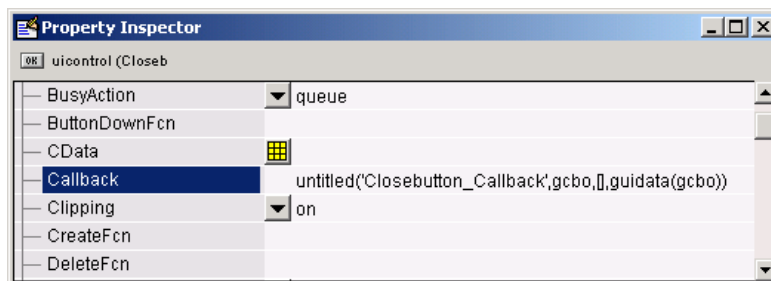 Property Inspector
OK uicontrol (Closeb
BusyAction queue
ButtonDownFcn
CData
Callback untitled('Closebutton_Callback',gcbo,[],guidata(gcbo))
Clipping on
CreateFcn
DeleteFcn